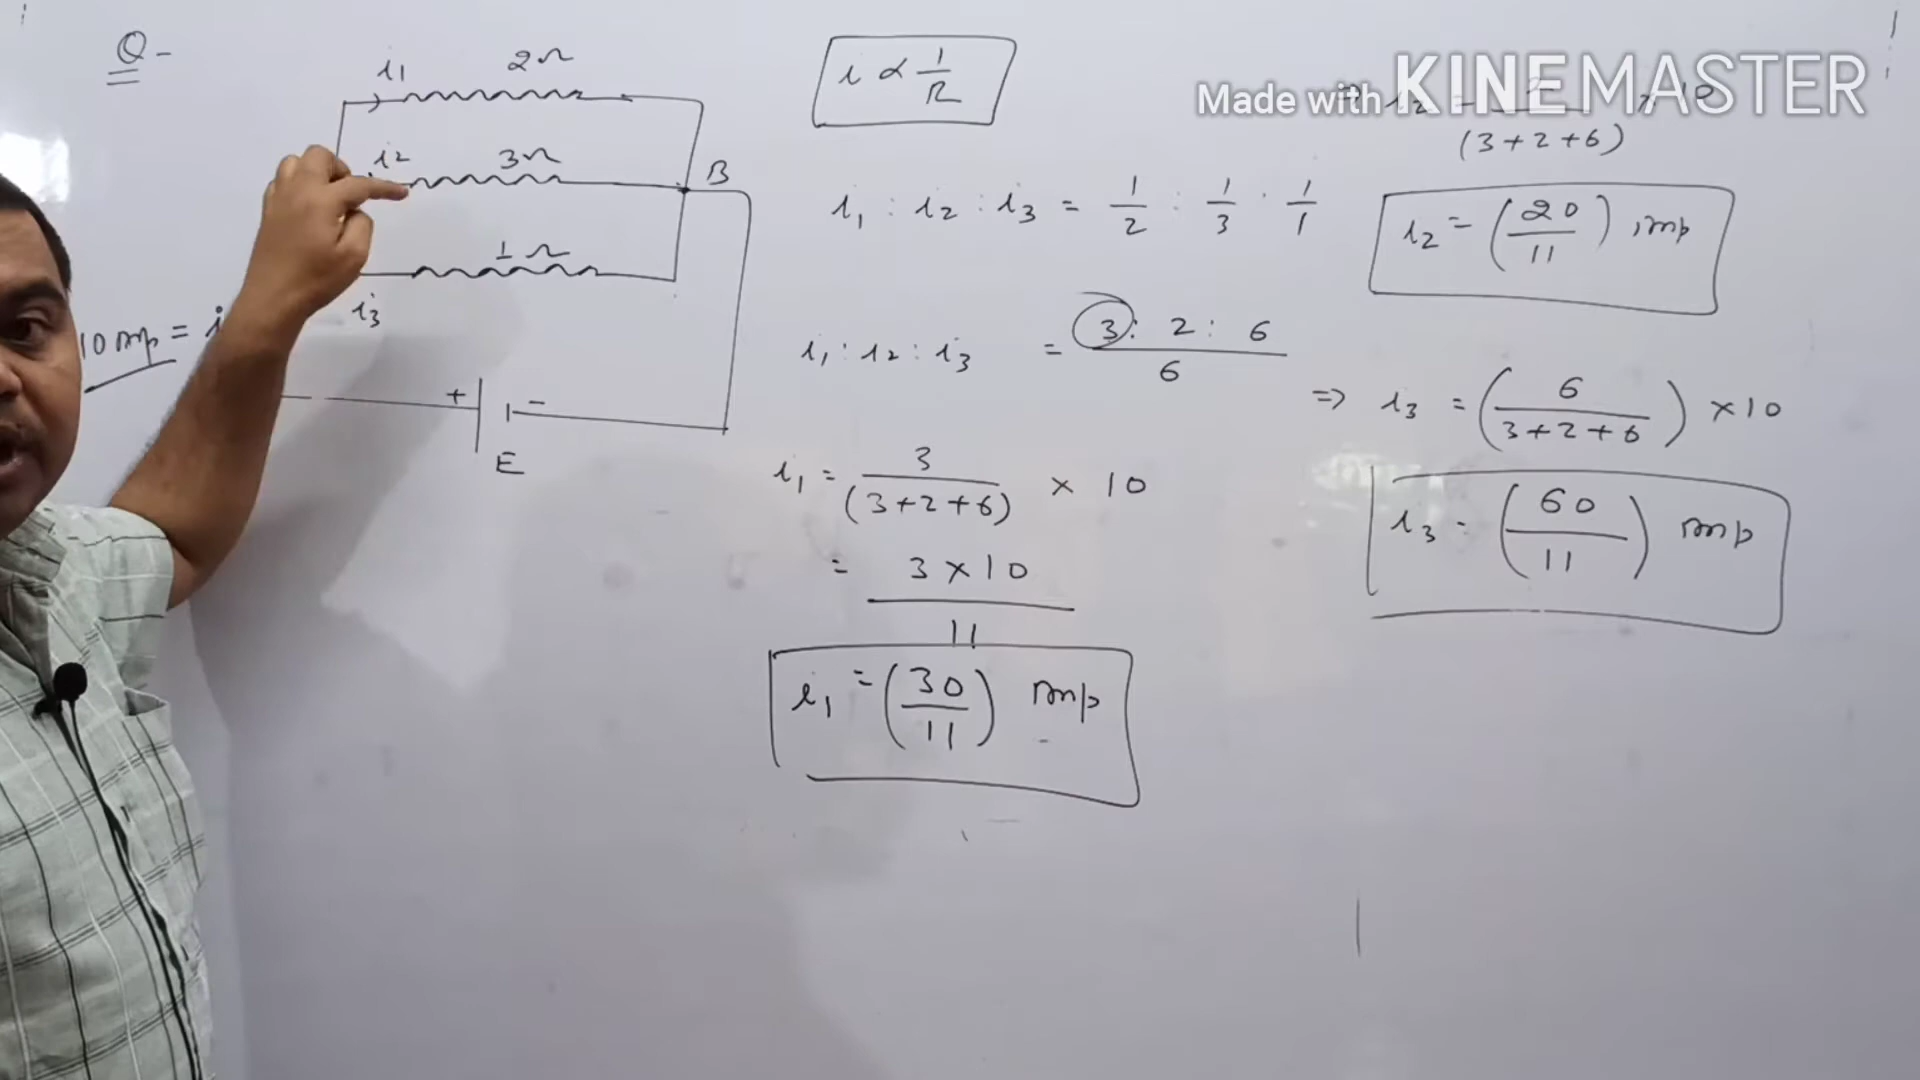 Q-
i1 2Ω
i2 3Ω
B
1Ω
i3
10 amp = i
+ -
E
i ∝ 1/R
i1 : i2 : i3 = 1/2 : 1/3 : 1/1
i1 : i2 : i3 = 3 : 2 : 6 / 6
i1 = 3/(3+2+6) × 10
= 3 × 10 / 11
i1 = (30/11) amp
Made with KINEMASTER
(3+2+6)
i2 = (20/11) amp
⇒ i3 = (6/3+2+6) × 10
i3 = (60/11) amp